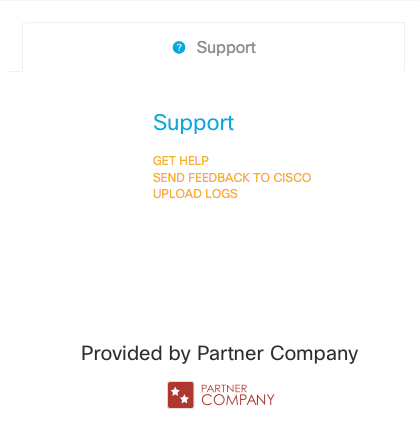 Support
Support
GET HELP
SEND FEEDBACK TO CISCO
UPLOAD LOGS
Provided by Partner Company
PARTNER
COMPANY